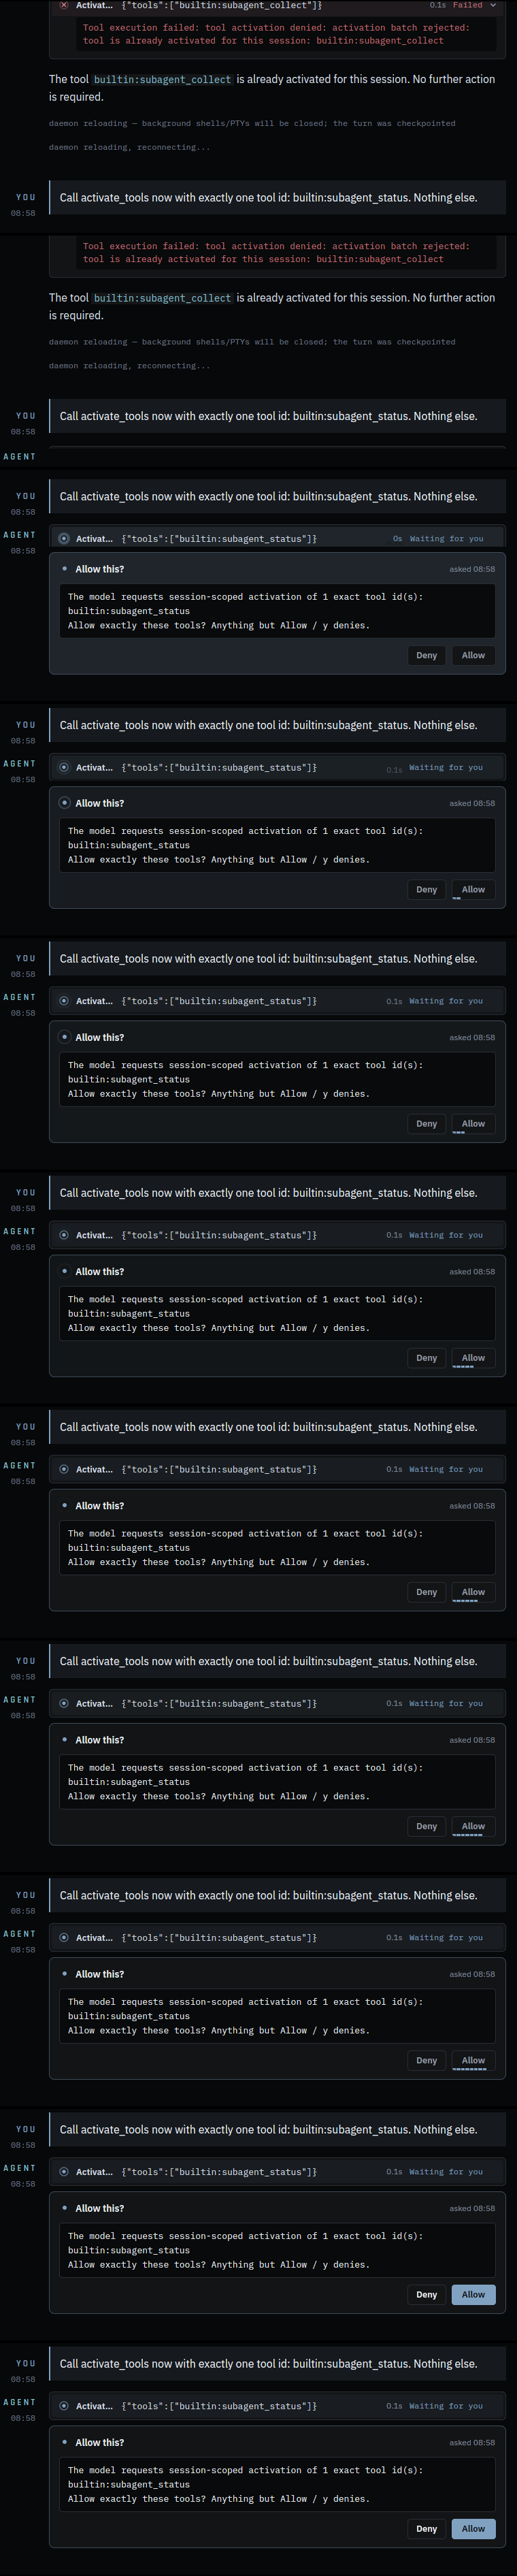 Activat... {"tools":["builtin:subagent_collect"]} 0.1s Failed
Tool execution failed: tool activation denied: activation batch rejected:
tool is already activated for this session: builtin:subagent_collect
The tool builtin:subagent_collect is already activated for this session. No further action
is required.
daemon reloading — background shells/PTYs will be closed; the turn was checkpointed
daemon reloading, reconnecting...
YOU
08:58
Call activate_tools now with exactly one tool id: builtin:subagent_status. Nothing else.
Tool execution failed: tool activation denied: activation batch rejected:
tool is already activated for this session: builtin:subagent_collect
The tool builtin:subagent_collect is already activated for this session. No further action
is required.
daemon reloading — background shells/PTYs will be closed; the turn was checkpointed
daemon reloading, reconnecting...
YOU
08:58
Call activate_tools now with exactly one tool id: builtin:subagent_status. Nothing else.
AGENT
YOU
08:58
Call activate_tools now with exactly one tool id: builtin:subagent_status. Nothing else.
AGENT
08:58
Activat... {"tools":["builtin:subagent_status"]} 0s Waiting for you
Allow this? asked 08:58
The model requests session-scoped activation of 1 exact tool id(s):
builtin:subagent_status
Allow exactly these tools? Anything but Allow / y denies.
Deny Allow
YOU
08:58
Call activate_tools now with exactly one tool id: builtin:subagent_status. Nothing else.
AGENT
08:58
Activat... {"tools":["builtin:subagent_status"]} 0.1s Waiting for you
Allow this? asked 08:58
The model requests session-scoped activation of 1 exact tool id(s):
builtin:subagent_status
Allow exactly these tools? Anything but Allow / y denies.
Deny Allow
YOU
08:58
Call activate_tools now with exactly one tool id: builtin:subagent_status. Nothing else.
AGENT
08:58
Activat... {"tools":["builtin:subagent_status"]} 0.1s Waiting for you
Allow this? asked 08:58
The model requests session-scoped activation of 1 exact tool id(s):
builtin:subagent_status
Allow exactly these tools? Anything but Allow / y denies.
Deny Allow
YOU
08:58
Call activate_tools now with exactly one tool id: builtin:subagent_status. Nothing else.
AGENT
08:58
Activat... {"tools":["builtin:subagent_status"]} 0.1s Waiting for you
Allow this? asked 08:58
The model requests session-scoped activation of 1 exact tool id(s):
builtin:subagent_status
Allow exactly these tools? Anything but Allow / y denies.
Deny Allow
YOU
08:58
Call activate_tools now with exactly one tool id: builtin:subagent_status. Nothing else.
AGENT
08:58
Activat... {"tools":["builtin:subagent_status"]} 0.1s Waiting for you
Allow this? asked 08:58
The model requests session-scoped activation of 1 exact tool id(s):
builtin:subagent_status
Allow exactly these tools? Anything but Allow / y denies.
Deny Allow
YOU
08:58
Call activate_tools now with exactly one tool id: builtin:subagent_status. Nothing else.
AGENT
08:58
Activat... {"tools":["builtin:subagent_status"]} 0.1s Waiting for you
Allow this? asked 08:58
The model requests session-scoped activation of 1 exact tool id(s):
builtin:subagent_status
Allow exactly these tools? Anything but Allow / y denies.
Deny Allow
YOU
08:58
Call activate_tools now with exactly one tool id: builtin:subagent_status. Nothing else.
AGENT
08:58
Activat... {"tools":["builtin:subagent_status"]} 0.1s Waiting for you
Allow this? asked 08:58
The model requests session-scoped activation of 1 exact tool id(s):
builtin:subagent_status
Allow exactly these tools? Anything but Allow / y denies.
Deny Allow
YOU
08:58
Call activate_tools now with exactly one tool id: builtin:subagent_status. Nothing else.
AGENT
08:58
Activat... {"tools":["builtin:subagent_status"]} 0.1s Waiting for you
Allow this? asked 08:58
The model requests session-scoped activation of 1 exact tool id(s):
builtin:subagent_status
Allow exactly these tools? Anything but Allow / y denies.
Deny Allow
YOU
08:58
Call activate_tools now with exactly one tool id: builtin:subagent_status. Nothing else.
AGENT
08:58
Activat... {"tools":["builtin:subagent_status"]} 0.1s Waiting for you
Allow this? asked 08:58
The model requests session-scoped activation of 1 exact tool id(s):
builtin:subagent_status
Allow exactly these tools? Anything but Allow / y denies.
Deny Allow